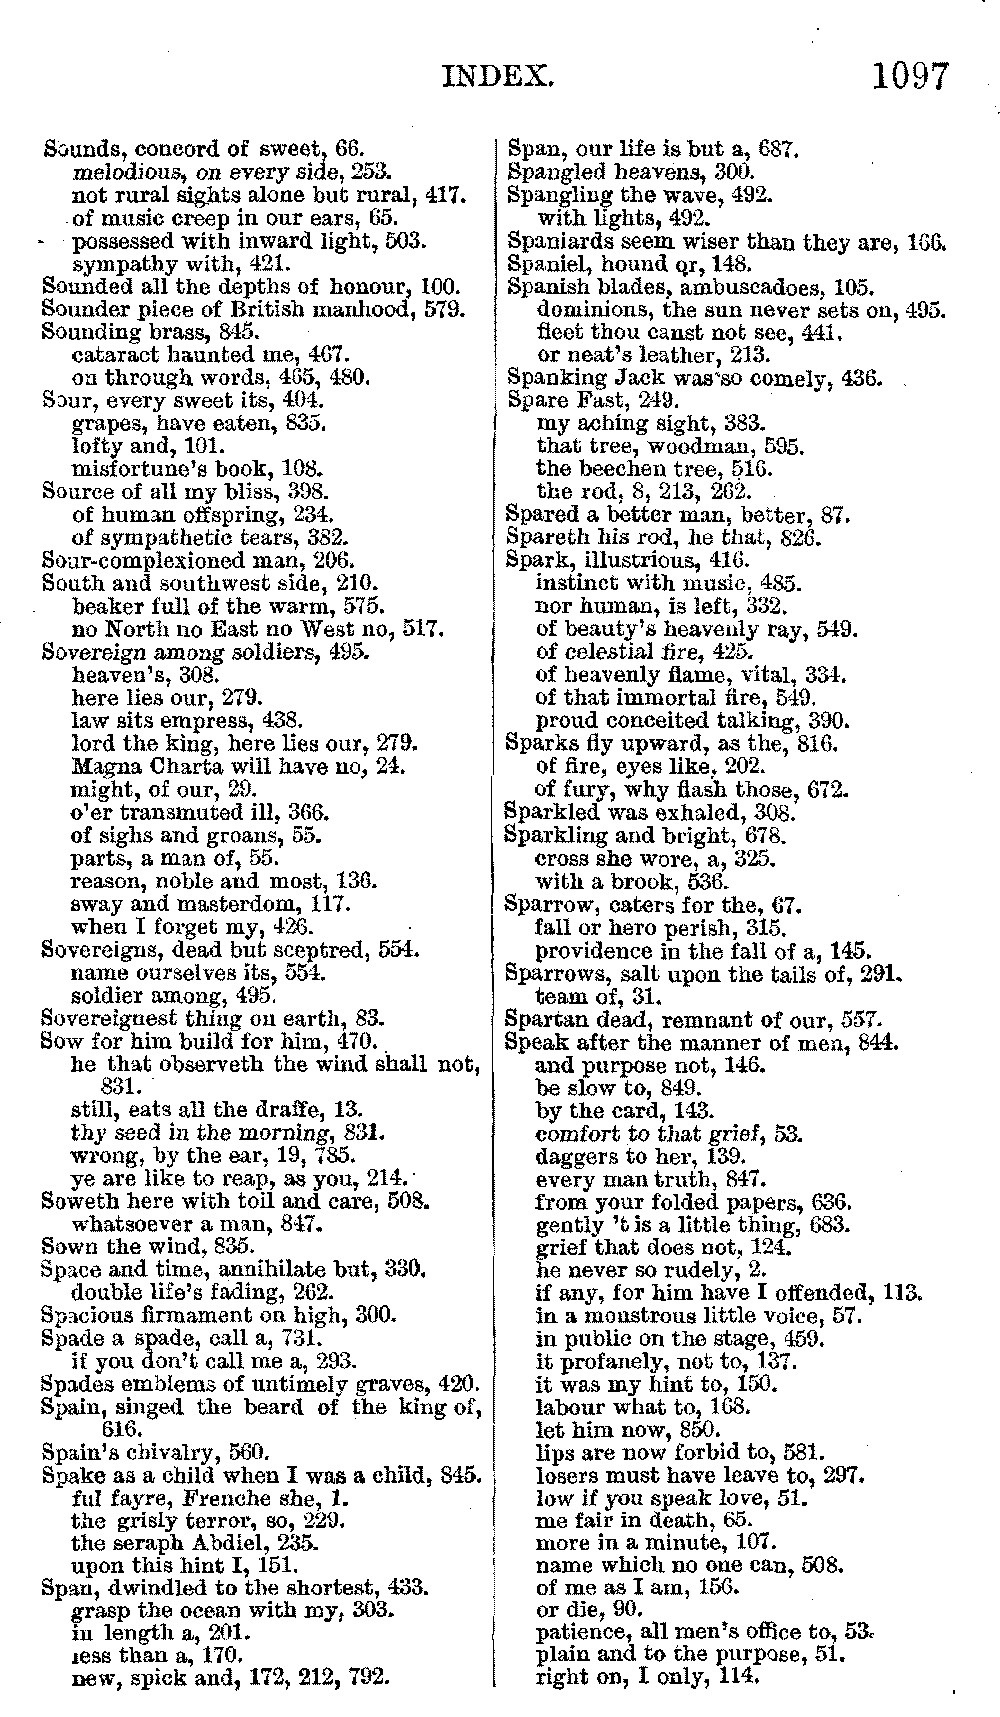 INDEX. 1097
Sounds, concord of sweet, 66.
melodious, on every side, 253.
not rural sights alone but rural, 417.
of music creep in our ears, 65.
possessed with inward light, 503.
sympathy with, 421.
Sounded all the depths of honour, 100.
Sounder piece of British manhood, 579.
Sounding brass, 845.
cataract haunted me, 467.
on through words, 465, 480.
Sour, every sweet its, 404.
grapes, have eaten, 835.
lofty and, 101.
misfortune's book, 108.
Source of all my bliss, 398.
of human offspring, 234.
of sympathetic tears, 382.
Sour-complexioned man, 206.
South and southwest side, 210.
beaker full of the warm, 575.
no North no East no West no, 517.
Sovereign among soldiers, 495.
heaven's, 308.
here lies our, 279.
law sits empress, 438.
lord the king, here lies our, 279.
Magna Charta will have no, 24.
might, of our, 29.
o'er transmuted ill, 366.
of sighs and groans, 55.
parts, a man of, 55.
reason, noble and most, 136.
sway and masterdom, 117.
when I forget my, 426.
Sovereigns, dead but sceptred, 554.
name ourselves its, 554.
soldier among, 495.
Sovereignest thing on earth, 83.
Sow for him build for him, 470.
he that observeth the wind shall not,
831.
still, eats all the draffe, 13.
thy seed in the morning, 831.
wrong, by the ear, 19, 785.
ye are like to reap, as you, 214.
Soweth here with toil and care, 508.
whatsoever a man, 847.
Sown the wind, 835.
Space and time, annihilate but, 330.
double life's fading, 262.
Spacious firmament on high, 300.
Spade a spade, call a, 731.
if you don't call me a, 293.
Spades emblems of untimely graves, 420.
Spain, singed the beard of the king of,
616.
Spain's chivalry, 560.
Spake as a child when I was a child, 845.
ful fayre, Frenche she, 1.
the grisly terror, so, 229.
the seraph Abdiel, 235.
upon this hint I, 151.
Span, dwindled to the shortest, 433.
grasp the ocean with my, 303.
in length a, 201.
less than a, 170.
new, spick and, 172, 212, 792.
Span, our life is but a, 687.
Spangled heavens, 300.
Spangling the wave, 492.
with lights, 492.
Spaniards seem wiser than they are, 166.
Spaniel, hound or, 148.
Spanish blades, ambuscadoes, 105.
dominions, the sun never sets on, 495.
fleet thou canst not see, 441.
or neat's leather, 213.
Spanking Jack was so comely, 436.
Spare Fast, 249.
my aching sight, 383.
that tree, woodman, 595.
the beechen tree, 516.
the rod, 8, 213, 262.
Spared a better man, better, 87.
Spareth his rod, he that, 826.
Spark, illustrious, 416.
instinct with music, 485.
nor human, is left, 332.
of beauty's heavenly ray, 549.
of celestial fire, 425.
of heavenly flame, vital, 334.
of that immortal fire, 549.
proud conceited talking, 390.
Sparks fly upward, as the, 816.
of fire, eyes like, 202.
of fury, why flash those, 672.
Sparkled was exhaled, 308.
Sparkling and bright, 678.
cross she wore, a, 325.
with a brook, 536.
Sparrow, caters for the, 67.
fall or hero perish, 315.
providence in the fall of a, 145.
Sparrows, salt upon the tails of, 291.
team of, 31.
Spartan dead, remnant of our, 557.
Speak after the manner of men, 844.
and purpose not, 146.
be slow to, 849.
by the card, 143.
comfort to that grief, 53.
daggers to her, 139.
every man truth, 847.
from your folded papers, 636.
gently 't is a little thing, 683.
grief that does not, 124.
he never so rudely, 2.
if any, for him have I offended, 113.
in a monstrous little voice, 57.
in public on the stage, 459.
it profanely, not to, 137.
it was my hint to, 150.
labour what to, 168.
let him now, 850.
lips are now forbid to, 581.
losers must have leave to, 297.
low if you speak love, 51.
me fair in death, 65.
more in a minute, 107.
name which no one can, 508.
of me as I am, 156.
or die, 90.
patience, all men's office to, 53.
plain and to the purpose, 51.
right on, I only, 114.